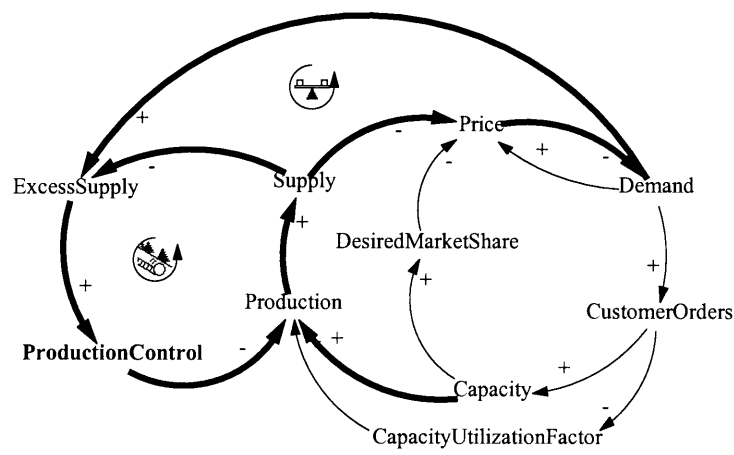 +
-
Price
+
-
-
-
ExcessSupply
Supply
Demand
+
DesiredMarketShare
+
+
+
Production
CustomerOrders
-
+
ProductionControl
-
+
Capacity
-
CapacityUtilizationFactor